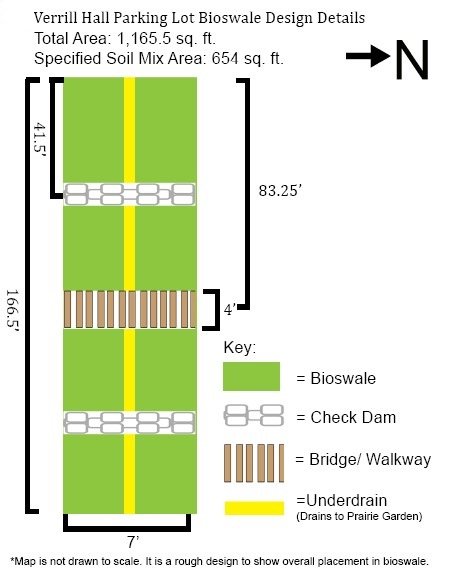 Verrill Hall Parking Lot Bioswale Design Details
Total Area: 1,165.5 sq. ft.
Specified Soil Mix Area: 654 sq. ft.
N
41.5’
83.25’
166.5’
4’
Key:
= Bioswale
= Check Dam
= Bridge/ Walkway
=Underdrain
(Drains to Prairie Garden)
7’
*Map is not drawn to scale. It is a rough design to show overall placement in bioswale.